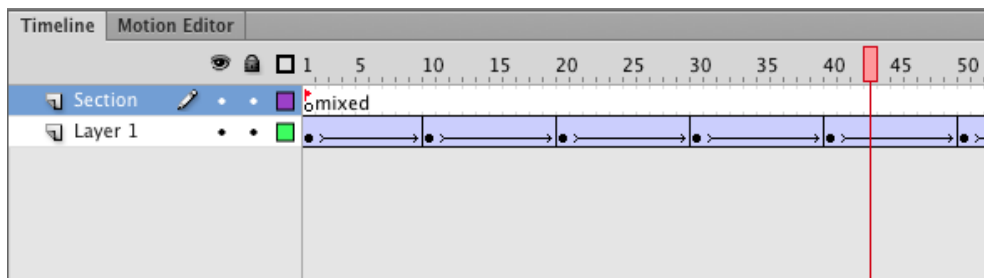 Timeline Motion Editor
1 5 10 15 20 25 30 35 40 45 50
Section mixed
Layer 1